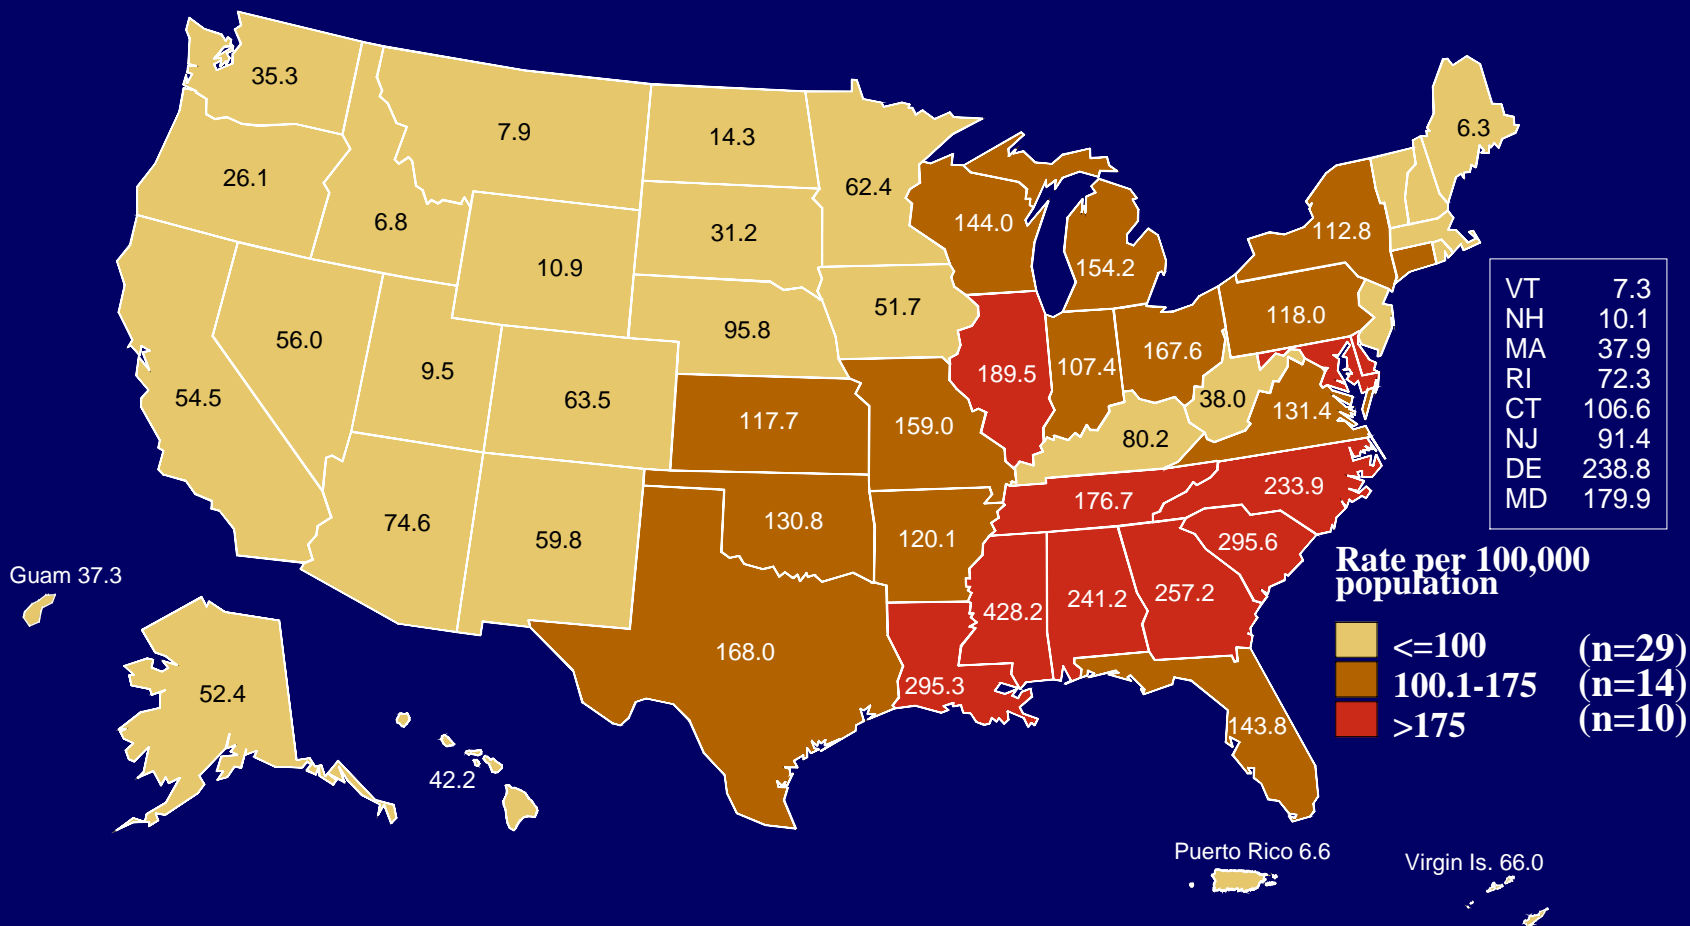 35.3
7.9
14.3
6.3
26.1
62.4
6.8
31.2
144.0
112.8
10.9
154.2
51.7
95.8
118.0
56.0
9.5
189.5
107.4
167.6
54.5
63.5
38.0
117.7
159.0
131.4
80.2
74.6
59.8
130.8
120.1
176.7
233.9
295.6
428.2
241.2
257.2
168.0
295.3
143.8
VT 7.3
NH 10.1
MA 37.9
RI 72.3
CT 106.6
NJ 91.4
DE 238.8
MD 179.9
Rate per 100,000
population
<=100 (n=29)
100.1-175 (n=14)
>175 (n=10)
Guam 37.3
52.4
42.2
Puerto Rico 6.6
Virgin Is. 66.0